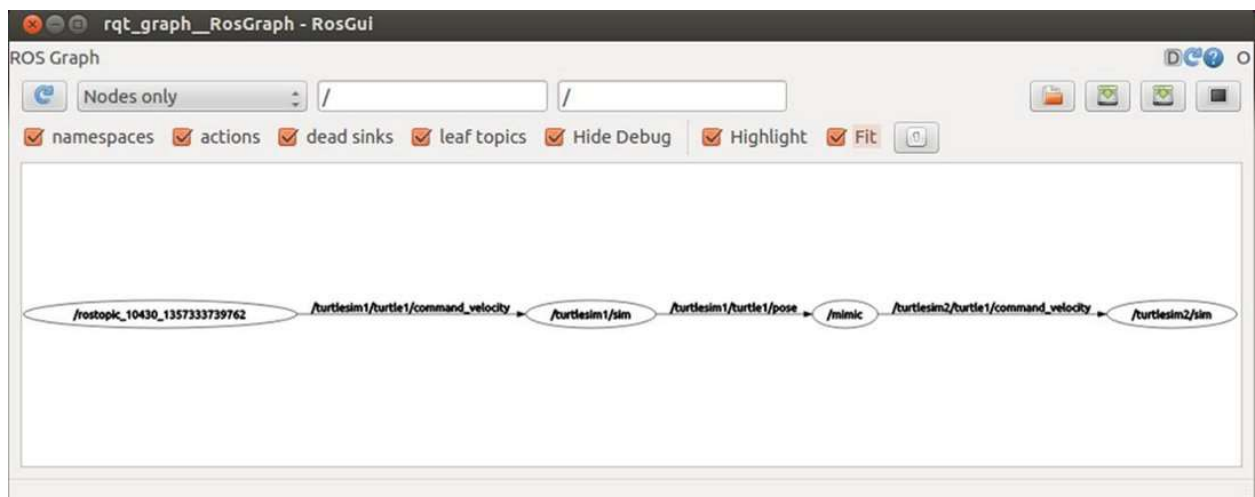 rqt_graph__RosGraph - RosGui
ROS Graph
D O
Nodes only / /
namespaces actions dead sinks leaf topics Hide Debug Highlight Fit
/rostopic_10430_1357333739762 /turtlesim1/turtle1/command_velocity /turtlesim1/sim /turtlesim1/turtle1/pose /mimic /turtlesim2/turtle1/command_velocity /turtlesim2/sim